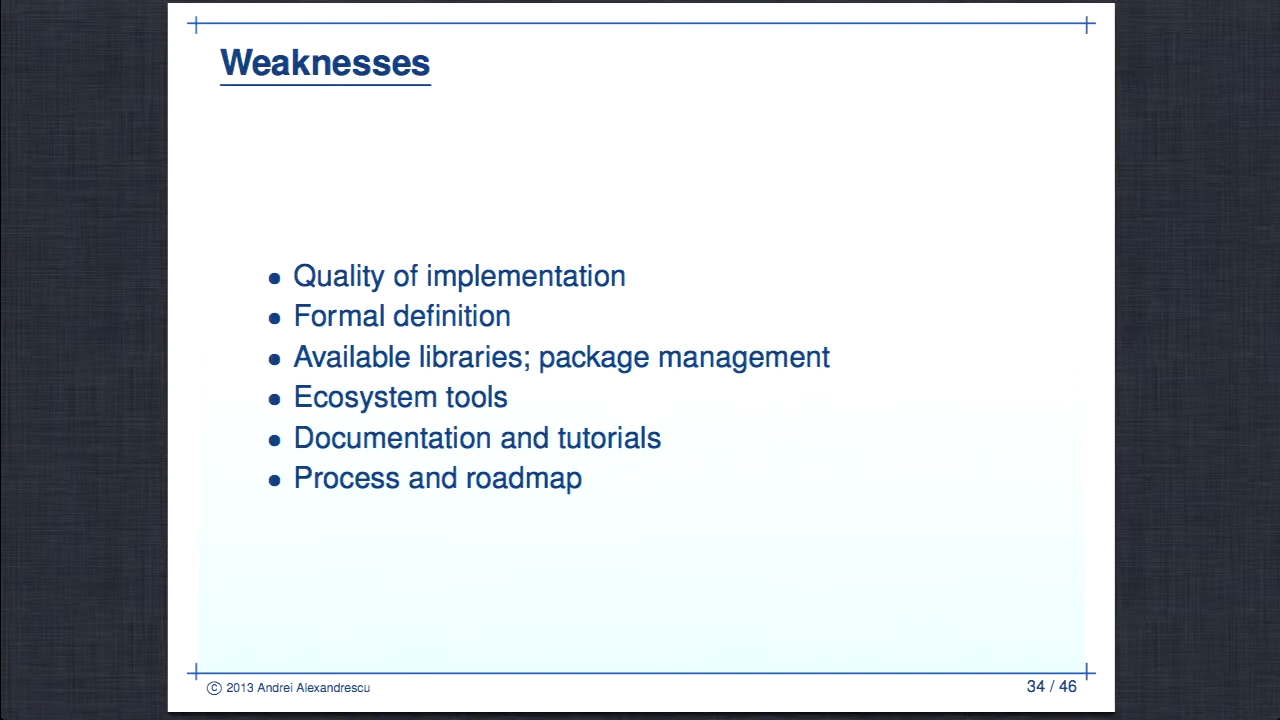 Weaknesses
● Quality of implementation
● Formal definition
● Available libraries; package management
● Ecosystem tools
● Documentation and tutorials
● Process and roadmap
© 2013 Andrei Alexandrescu
34 / 46